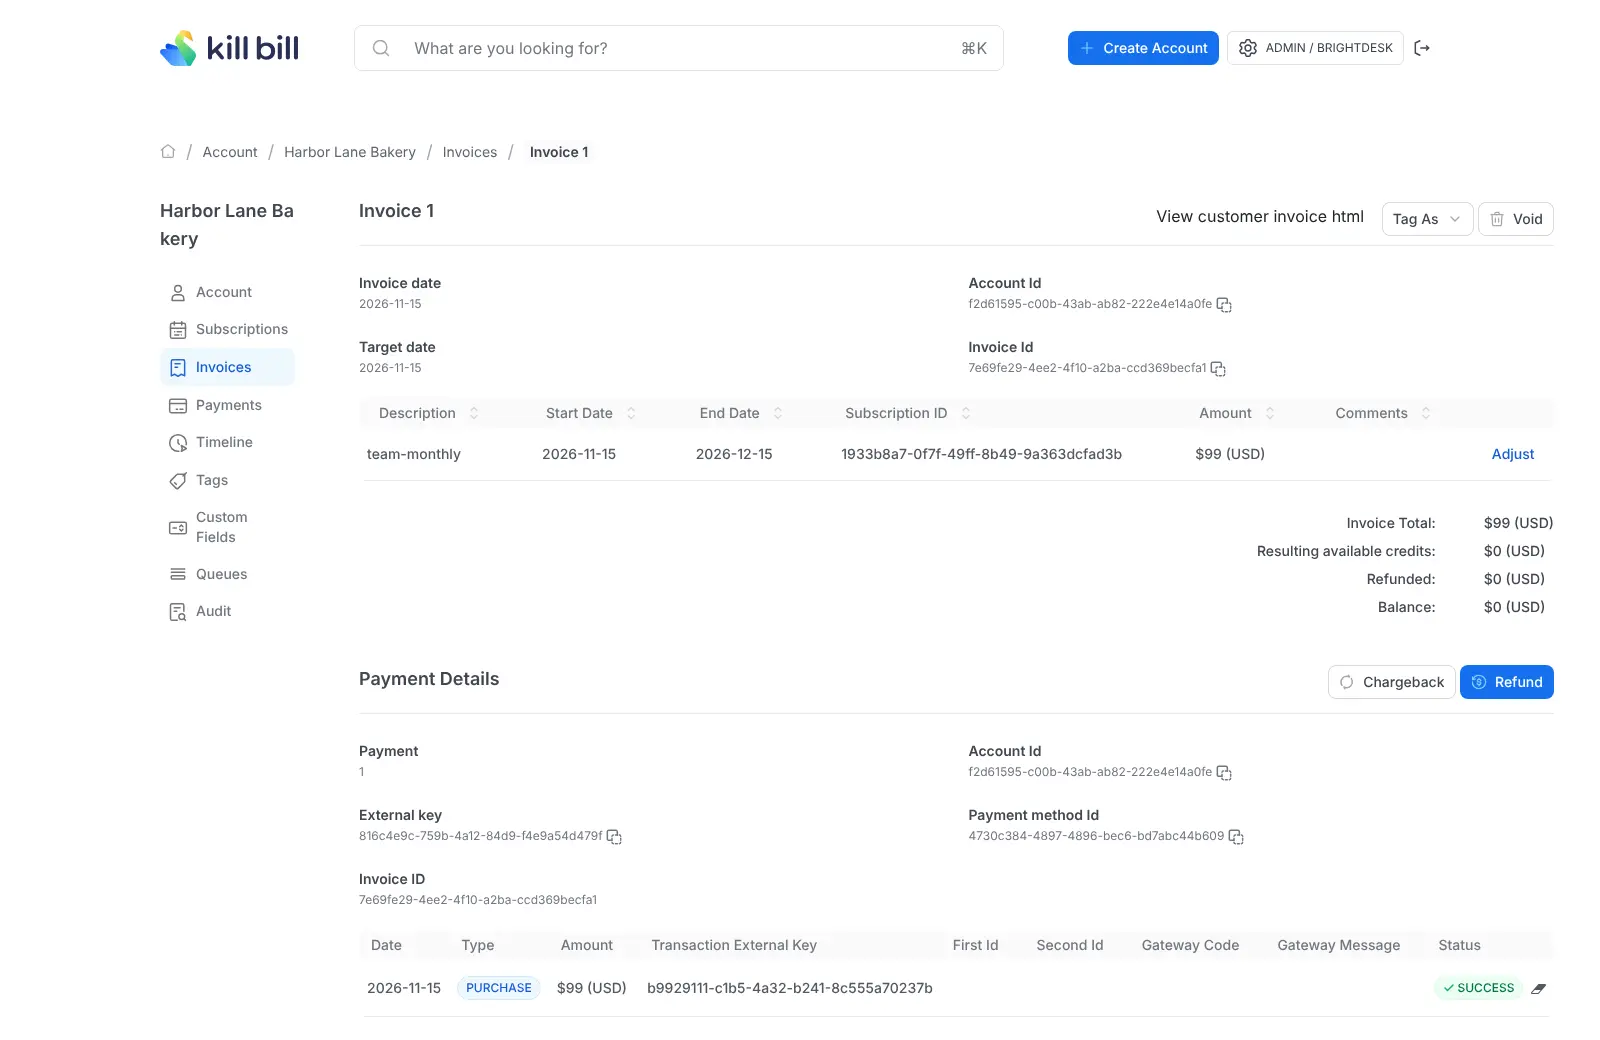 kill bill
What are you looking for?
⌘K
Create Account
ADMIN / BRIGHTDESK
/ Account / Harbor Lane Bakery / Invoices / Invoice 1
Harbor Lane Ba
kery
Account
Subscriptions
Invoices
Payments
Timeline
Tags
Custom
Fields
Queues
Audit
Invoice 1
View customer invoice html
Tag As
Void
Invoice date
2026-11-15
Account Id
f2d61595-c00b-43ab-ab82-222e4e14a0fe
Target date
2026-11-15
Invoice Id
7e69fe29-4ee2-4f10-a2ba-ccd369becfa1
Description Start Date End Date Subscription ID Amount Comments
team-monthly 2026-11-15 2026-12-15 1933b8a7-0f7f-49ff-8b49-9a363dcfad3b $99 (USD) Adjust
Invoice Total: $99 (USD)
Resulting available credits: $0 (USD)
Refunded: $0 (USD)
Balance: $0 (USD)
Payment Details
Chargeback
Refund
Payment
1
Account Id
f2d61595-c00b-43ab-ab82-222e4e14a0fe
External key
816c4e9c-759b-4a12-84d9-f4e9a54d479f
Payment method Id
4730c384-4897-4896-bec6-bd7abc44b609
Invoice ID
7e69fe29-4ee2-4f10-a2ba-ccd369becfa1
Date Type Amount Transaction External Key First Id Second Id Gateway Code Gateway Message Status
2026-11-15 PURCHASE $99 (USD) b9929111-c1b5-4a32-b241-8c555a70237b SUCCESS